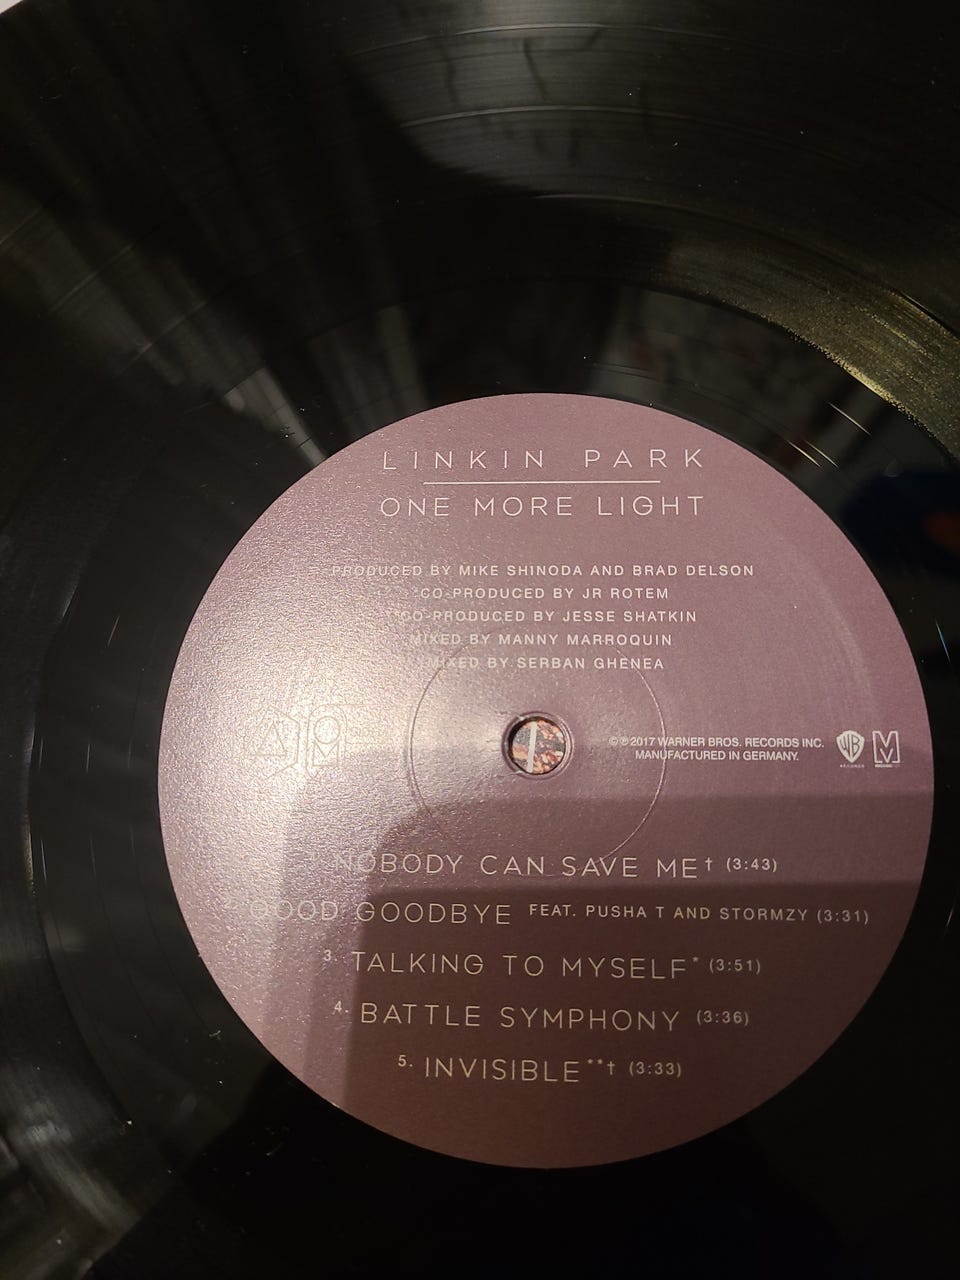 LINKIN PARK
ONE MORE LIGHT
PRODUCED BY MIKE SHINODA AND BRAD DELSON
*CO-PRODUCED BY JR ROTEM
**CO-PRODUCED BY JESSE SHATKIN
MIXED BY MANNY MARROQUIN
†MIXED BY SERBAN GHENEA
©℗2017 WARNER BROS. RECORDS INC.
MANUFACTURED IN GERMANY.
WB
RECORDS
NOBODY CAN SAVE ME† (3:43)
GOOD GOODBYE FEAT. PUSHA T AND STORMZY (3:31)
3. TALKING TO MYSELF* (3:51)
4. BATTLE SYMPHONY (3:36)
5. INVISIBLE**† (3:33)